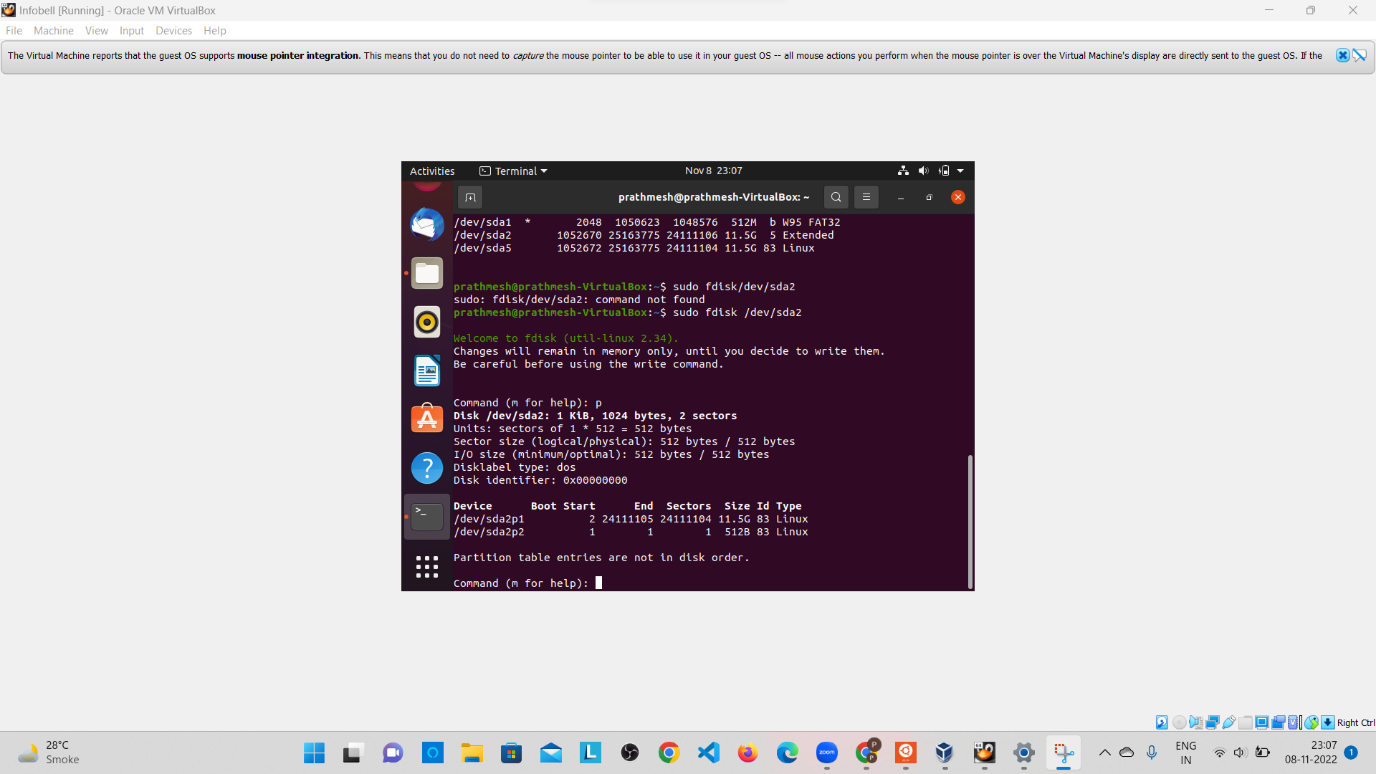 Infobell [Running] - Oracle VM VirtualBox
File Machine View Input Devices Help
The Virtual Machine reports that the guest OS supports mouse pointer integration. This means that you do not need to capture the mouse pointer to be able to use it in your guest OS -- all mouse actions you perform when the mouse pointer is over the Virtual Machine's display are directly sent to the guest OS. If the
Activities Terminal Nov 8 23:07
prathmesh@prathmesh-VirtualBox: ~
/dev/sda1 * 2048 1050623 1048576 512M b W95 FAT32
/dev/sda2 1052670 25163775 24111106 11.5G 5 Extended
/dev/sda5 1052672 25163775 24111104 11.5G 83 Linux
prathmesh@prathmesh-VirtualBox:~$ sudo fdisk/dev/sda2
sudo: fdisk/dev/sda2: command not found
prathmesh@prathmesh-VirtualBox:~$ sudo fdisk /dev/sda2
Welcome to fdisk (util-linux 2.34).
Changes will remain in memory only, until you decide to write them.
Be careful before using the write command.
Command (m for help): p
Disk /dev/sda2: 1 KiB, 1024 bytes, 2 sectors
Units: sectors of 1 * 512 = 512 bytes
Sector size (logical/physical): 512 bytes / 512 bytes
I/O size (minimum/optimal): 512 bytes / 512 bytes
Disklabel type: dos
Disk identifier: 0x00000000
Device Boot Start End Sectors Size Id Type
/dev/sda2p1 2 24111105 24111104 11.5G 83 Linux
/dev/sda2p2 1 1 1 512B 83 Linux
Partition table entries are not in disk order.
Command (m for help):
Right Ctrl
28°C
Smoke
zoom
ENG
IN
23:07
08-11-2022
1